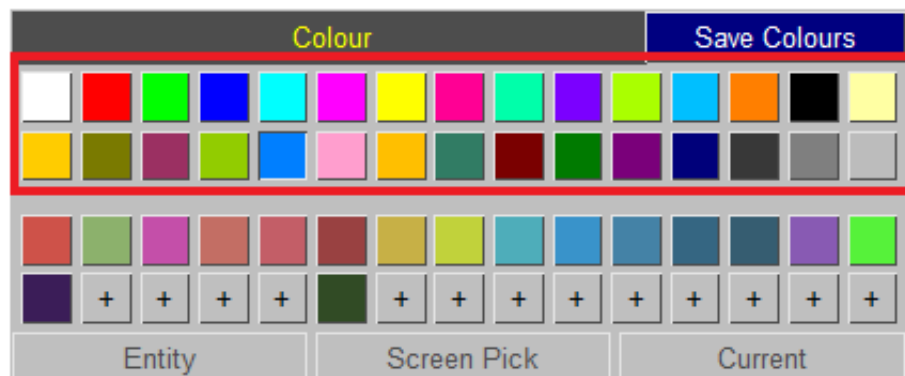 Colour Save Colours
+ + + + + + + + + + + + +
Entity Screen Pick Current